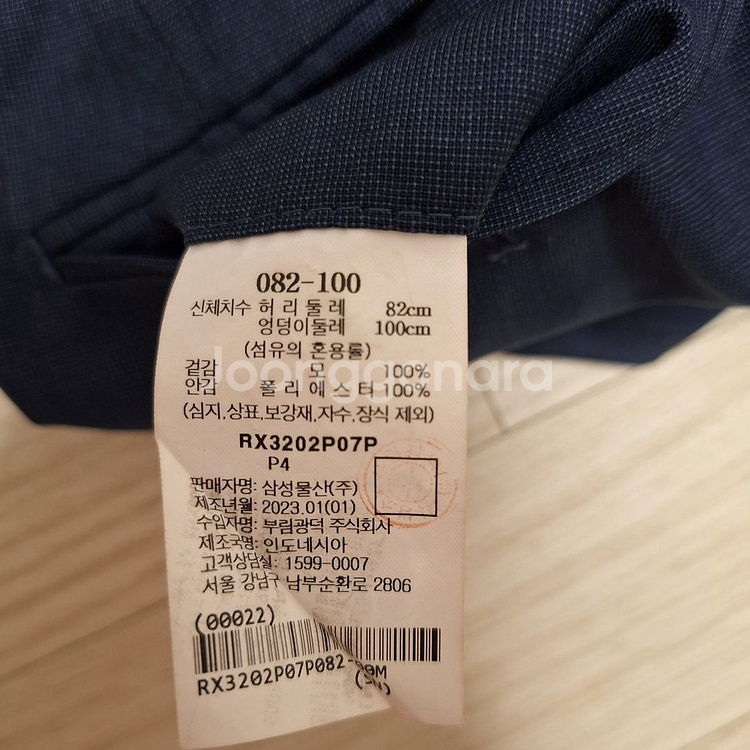 082-100
신체치수 허 리 둘 레 82cm
엉덩이둘레 100cm
(섬유의 혼용률)
겉감 모 100%
안감 폴 리 에 스 터 100%
(심지,상표,보강재,자수,장식 제외)
RX3202P07P
P4
판매자명: 삼성물산(주)
제조년월: 2023.01(01)
수입자명: 부림광덕 주식회사
제조국명: 인도네시아
고객상담실: 1599-0007
서울 강남구 남부순환로 2806
(00022)
RX3202P07P082
joonggonara